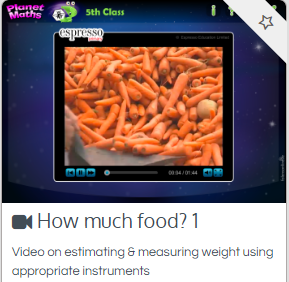 Planet Maths
5th Class
espresso
00:04 / 01:44
How much food? 1
Video on estimating & measuring weight using
appropriate instruments